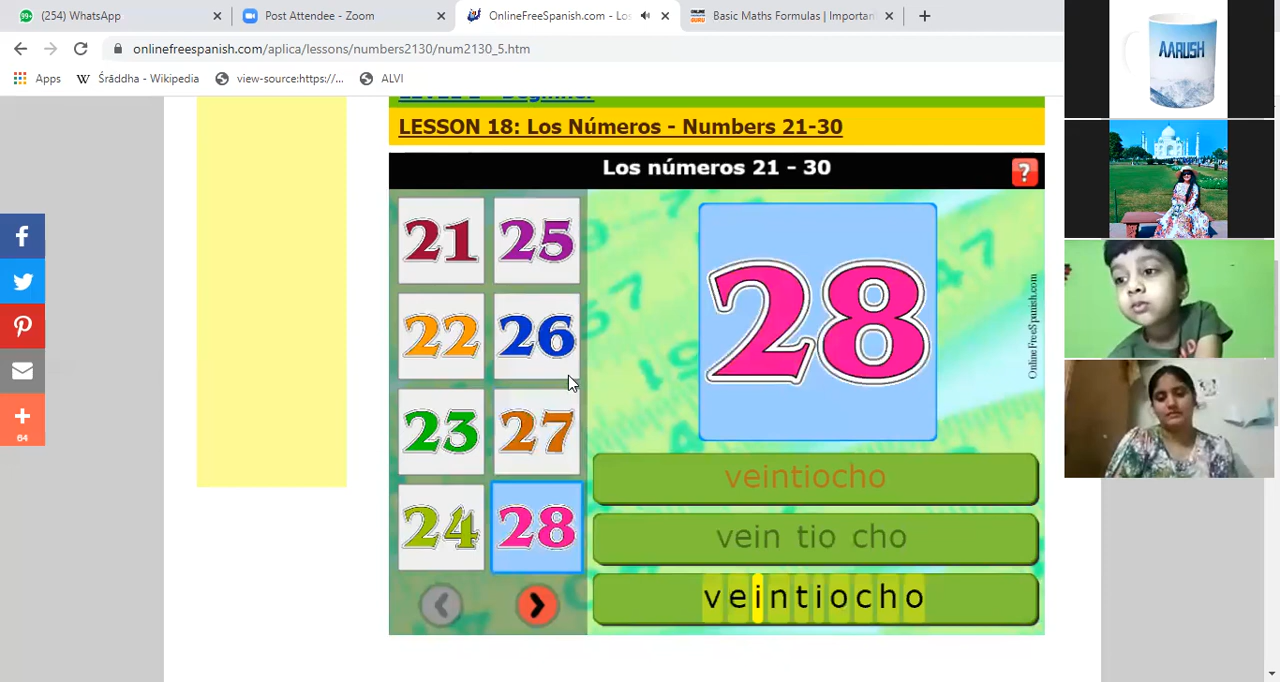 (254) WhatsApp
Post Attendee - Zoom
OnlineFreeSpanish.com - Los
Basic Maths Formulas | Importan
onlinefreespanish.com/aplica/lessons/numbers2130/num2130_5.htm
Apps
Śráddha - Wikipedia
view-source:https://...
ALVI
LESSON 18: Los Números - Numbers 21-30
Los números 21 - 30
?
21 25
22 26
23 27
24 28
28
OnlineFreeSpanish.com
veintiocho
vein tio cho
veintiocho
64
AARUSH